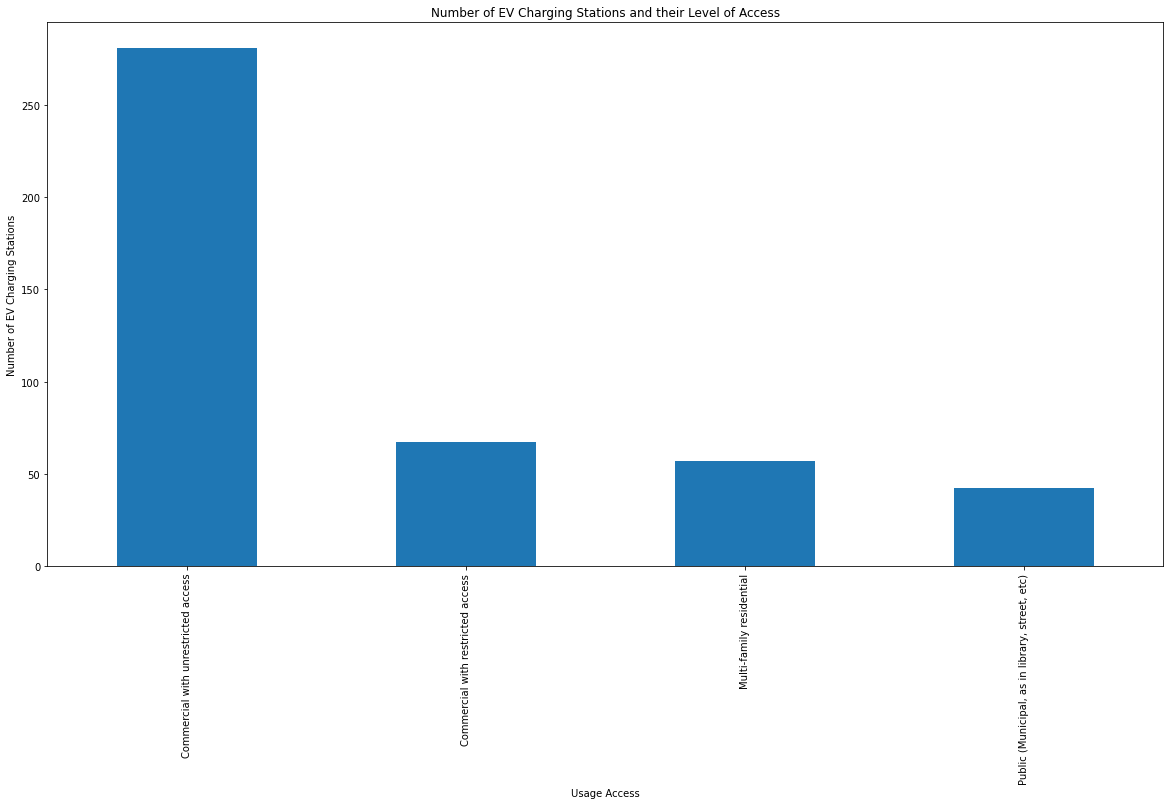 Number of EV Charging Stations and their Level of Access
Number of EV Charging Stations
250
200
150
100
50
0
Commercial with unrestricted access
Commercial with restricted access
Multi-family residential
Public (Municipal, as in library, street, etc)
Usage Access